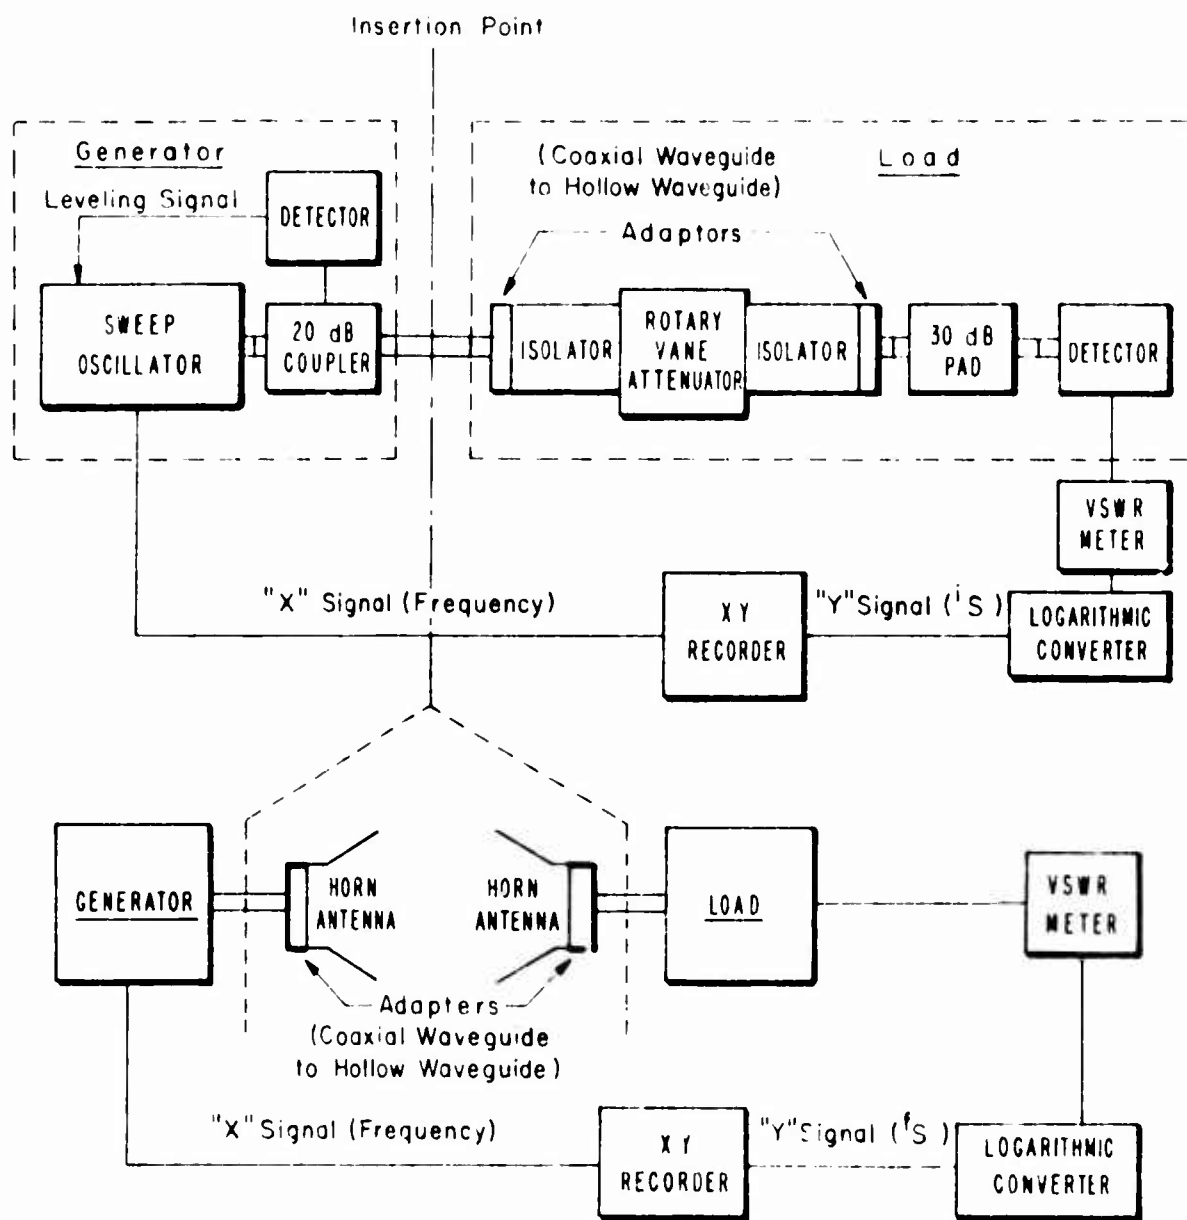 Insertion Point
Generator
Leveling Signal
DETECTOR
SWEEP
OSCILLATOR
20 dB
COUPLER
(Coaxial Waveguide
to Hollow Waveguide)
Load
Adaptors
ISOLATOR
ROTARY
VANE
ATTENUATOR
ISOLATOR
30 dB
PAD
DETECTOR
VSWR
METER
"X" Signal (Frequency)
XY
RECORDER
"Y" Signal (ⁱS)
LOGARITHMIC
CONVERTER
GENERATOR
HORN
ANTENNA
HORN
ANTENNA
LOAD
VSWR
METER
Adapters
(Coaxial Waveguide
to Hollow Waveguide)
"X" Signal (Frequency)
XY
RECORDER
"Y" Signal (ᶠS)
LOGARITHMIC
CONVERTER